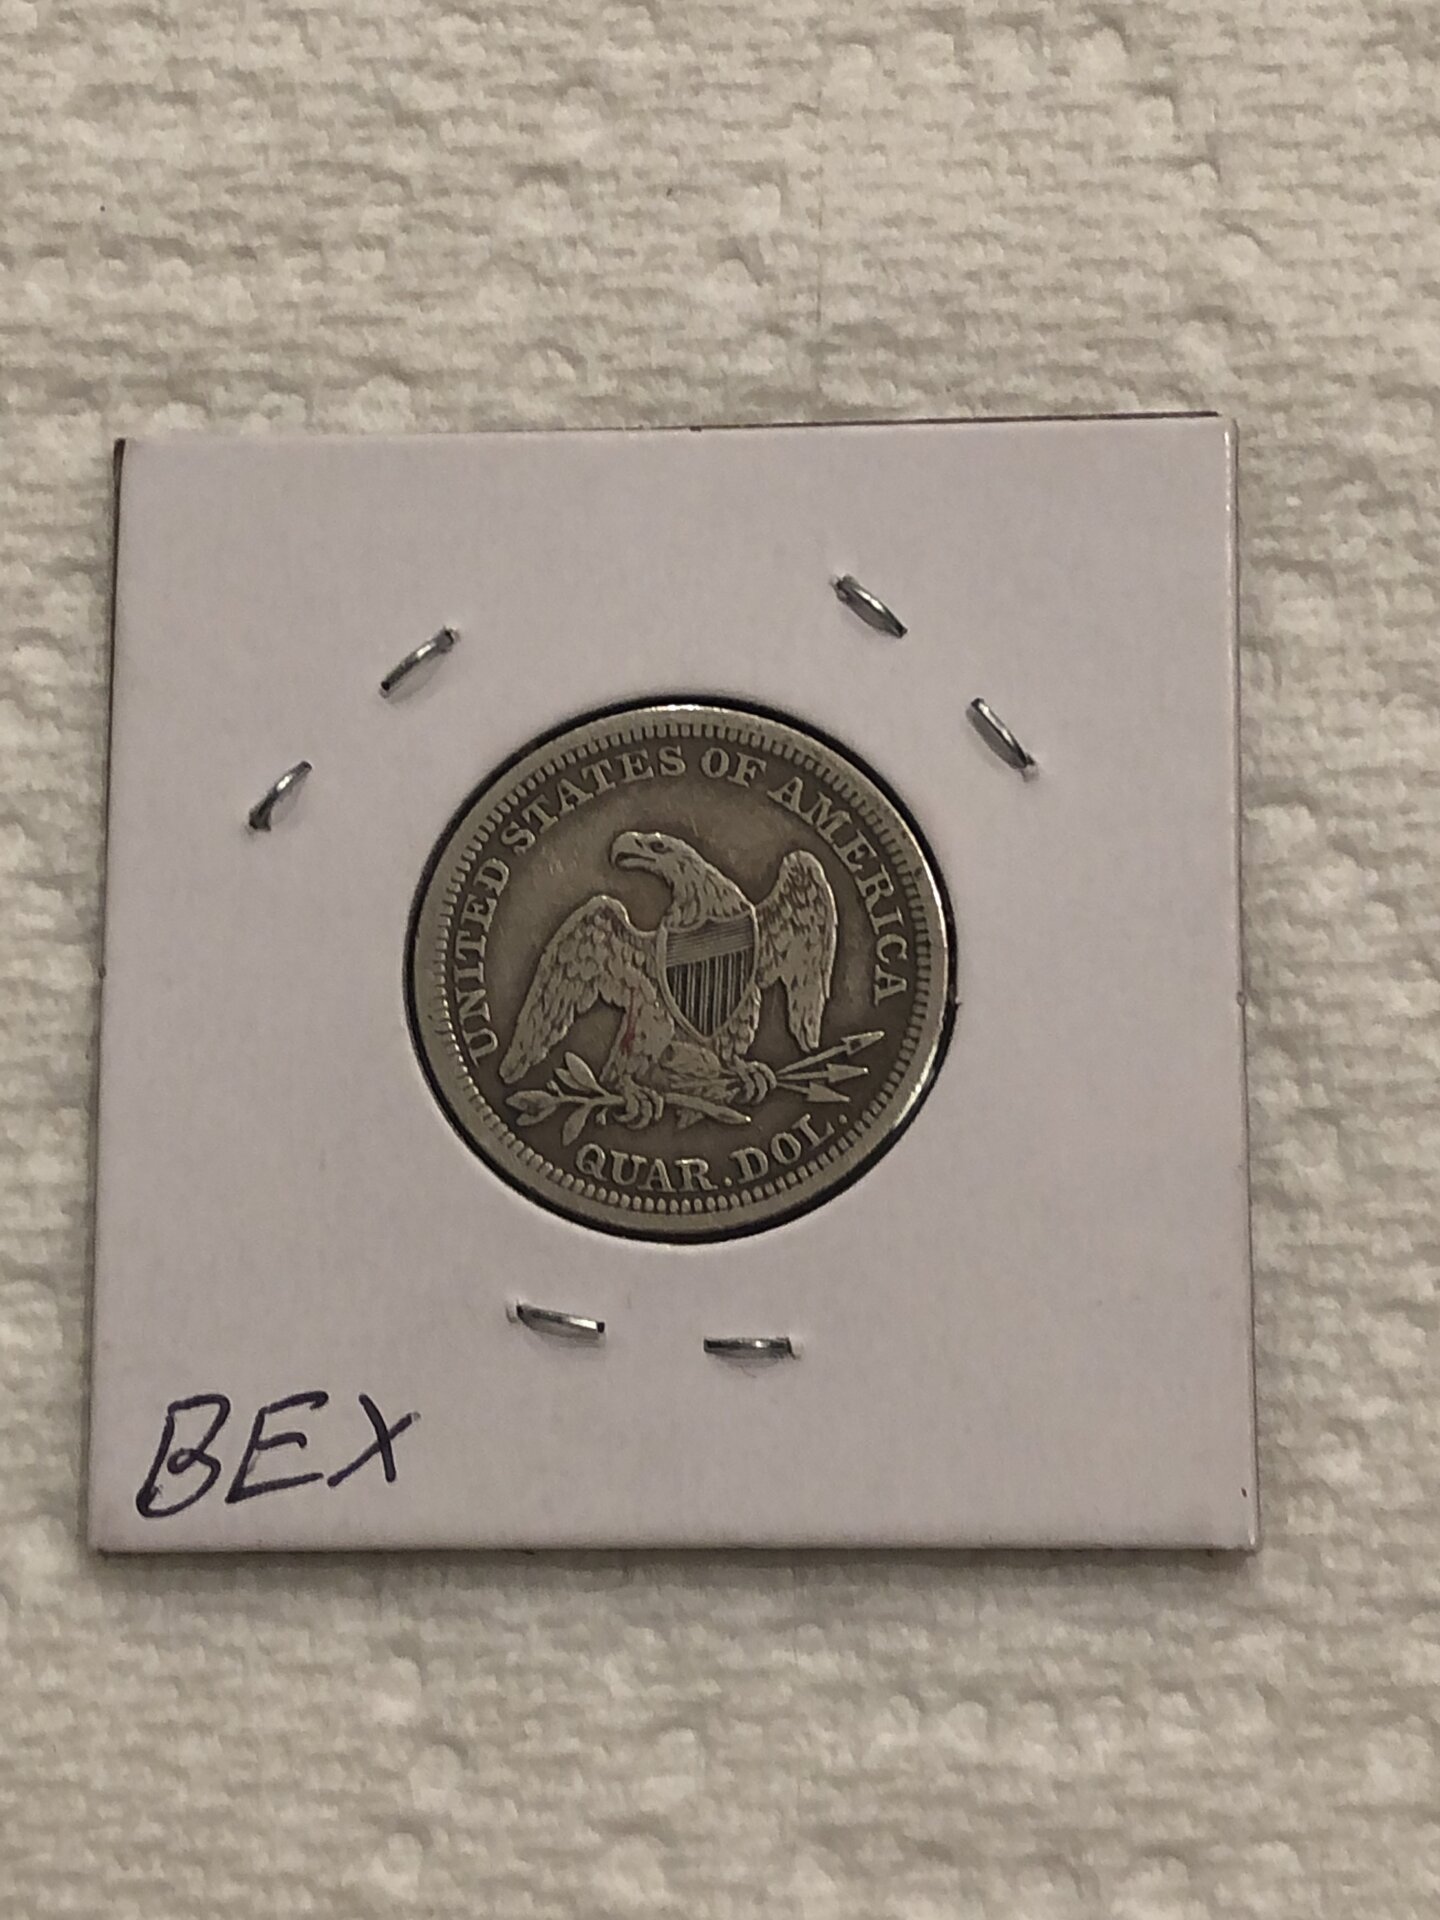 UNITED STATES OF AMERICA
QUAR. DOL.
BEX